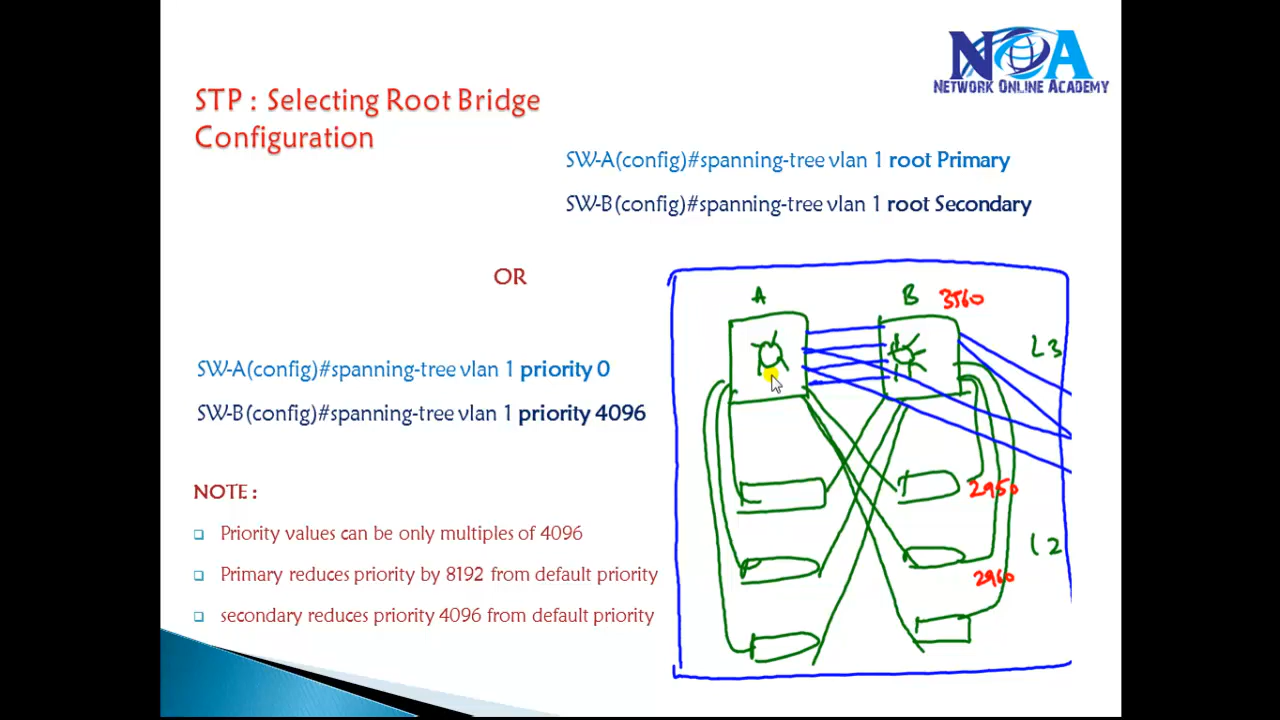 NOA
NETWORK ONLINE ACADEMY
STP : Selecting Root Bridge
Configuration
SW-A(config)#spanning-tree vlan 1 root Primary
SW-B(config)#spanning-tree vlan 1 root Secondary
OR
SW-A(config)#spanning-tree vlan 1 priority 0
SW-B(config)#spanning-tree vlan 1 priority 4096
NOTE :
Priority values can be only multiples of 4096
Primary reduces priority by 8192 from default priority
secondary reduces priority 4096 from default priority
A
B
3560
L3
2950
L2
2960